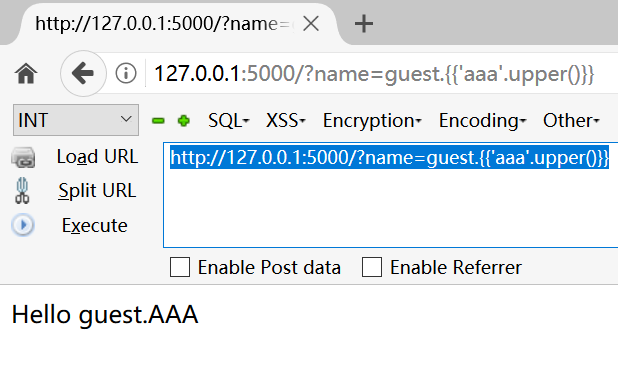 http://127.0.0.1:5000/?name=
127.0.0.1:5000/?name=guest.{{'aaa'.upper()}}
INT SQL XSS Encryption Encoding Other
Load URL
http://127.0.0.1:5000/?name=guest.{{'aaa'.upper()}}
Split URL
Execute
Enable Post data Enable Referrer
Hello guest.AAA